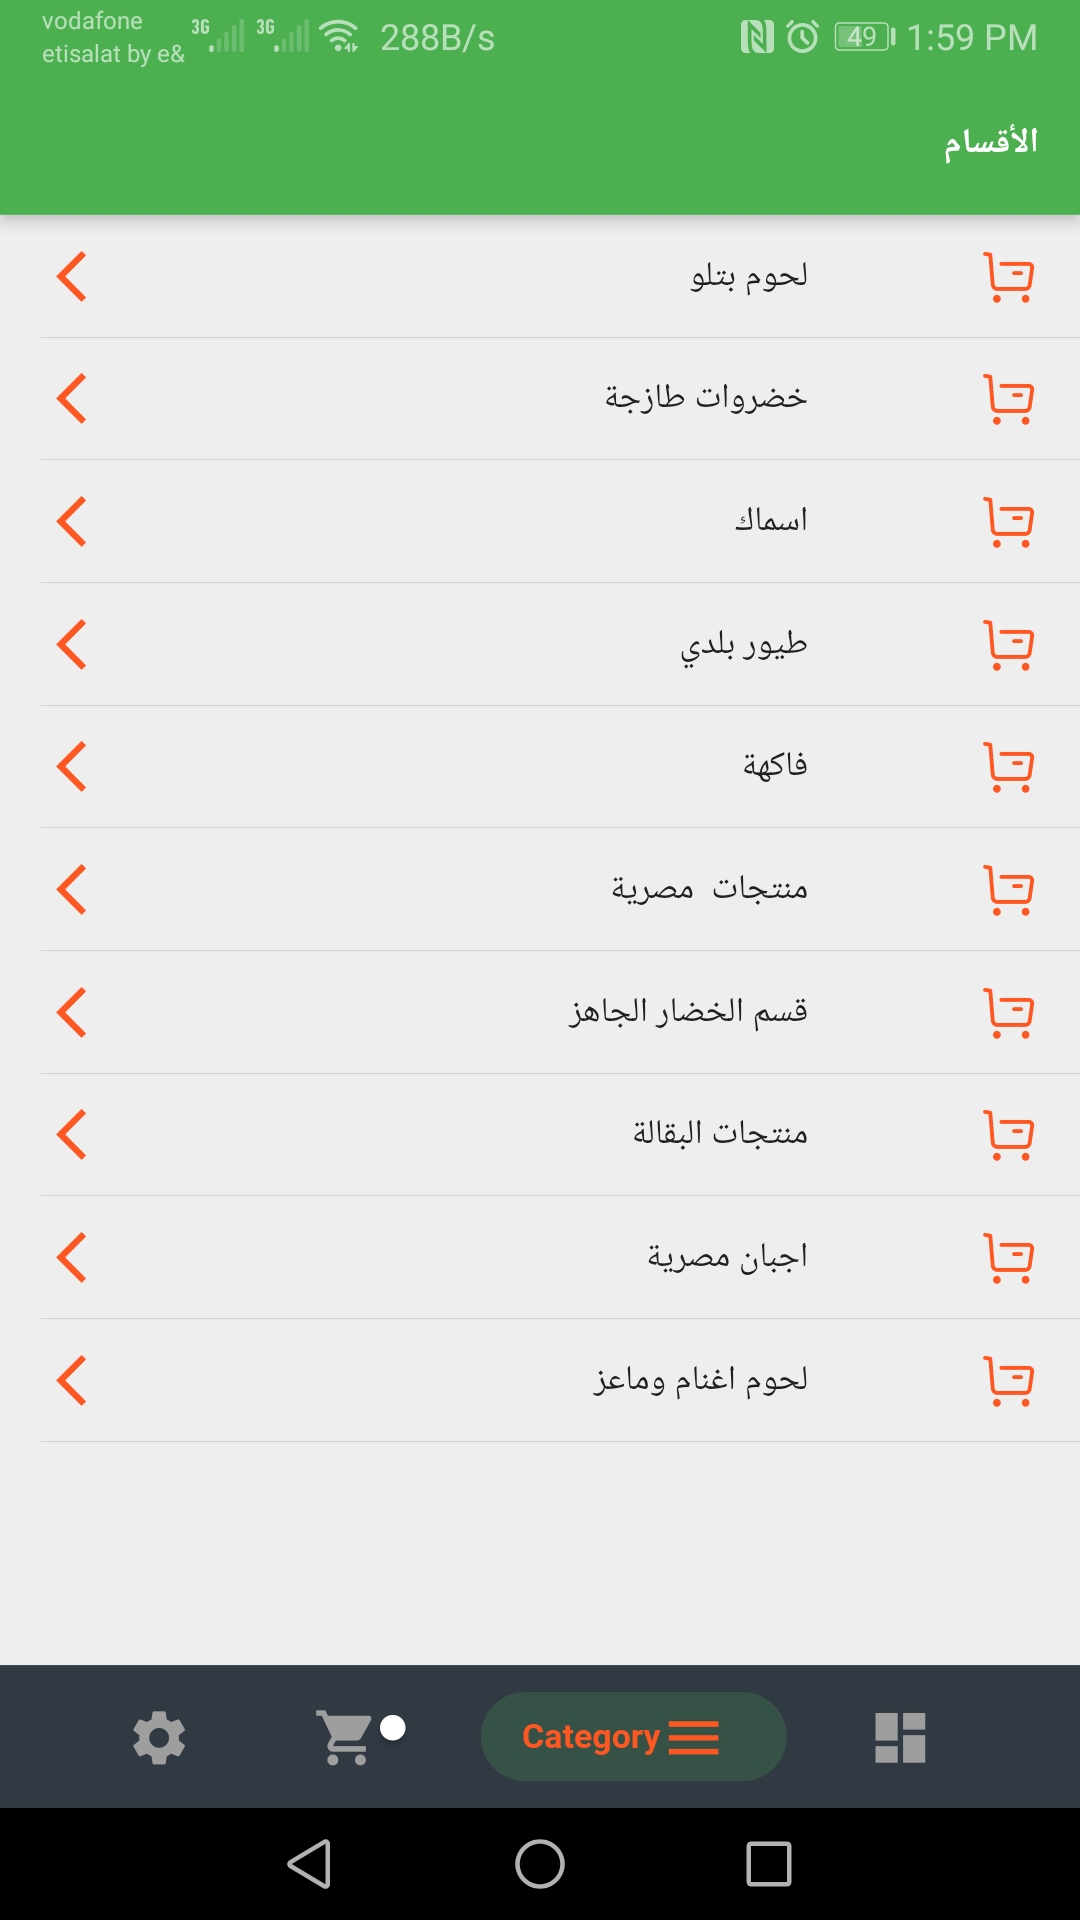 vodafone
etisalat by e&
3G 3G 288B/s 49 1:59 PM
الأقسام
لحوم بتلو
خضروات طازجة
اسماك
طيور بلدي
فاكهة
منتجات مصرية
قسم الخضار الجاهز
منتجات البقالة
اجبان مصرية
لحوم اغنام وماعز
Category